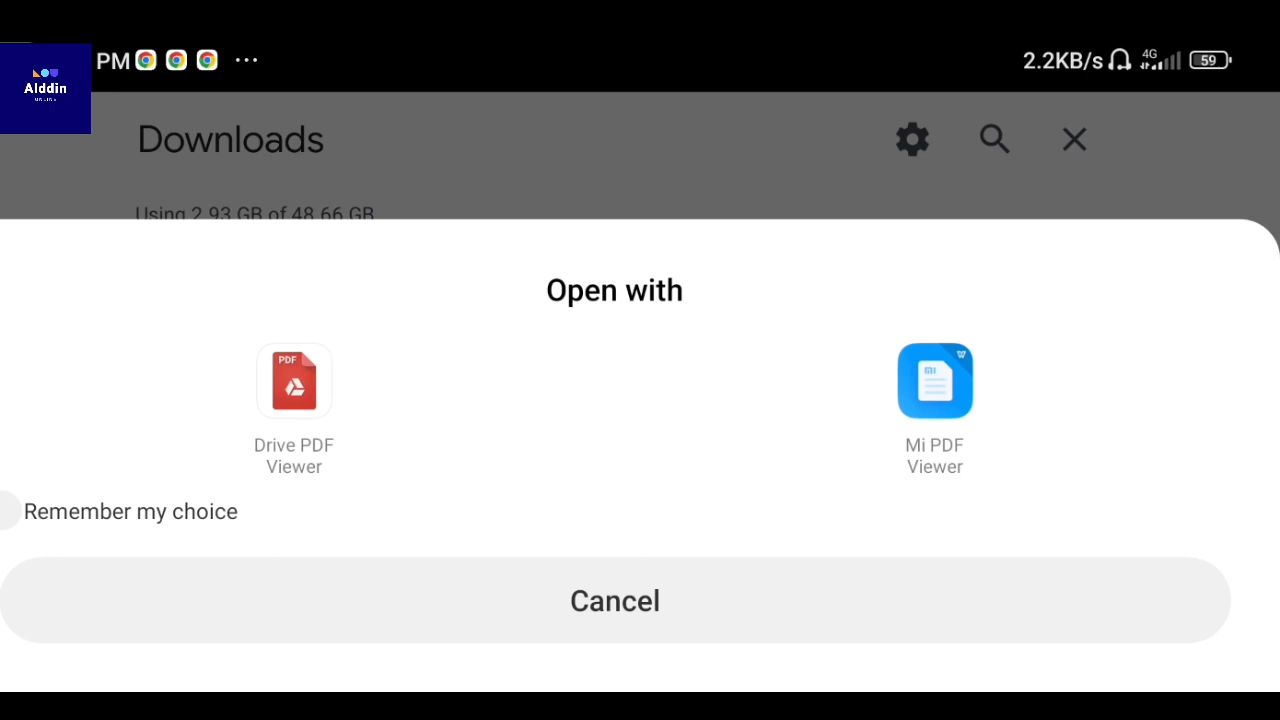 PM
2.2KB/s
4G
59
Alddin
Downloads
Using 2.93 GB of 48.66 GB
Open with
PDF
Drive PDF
Viewer
MI
W
Mi PDF
Viewer
Remember my choice
Cancel